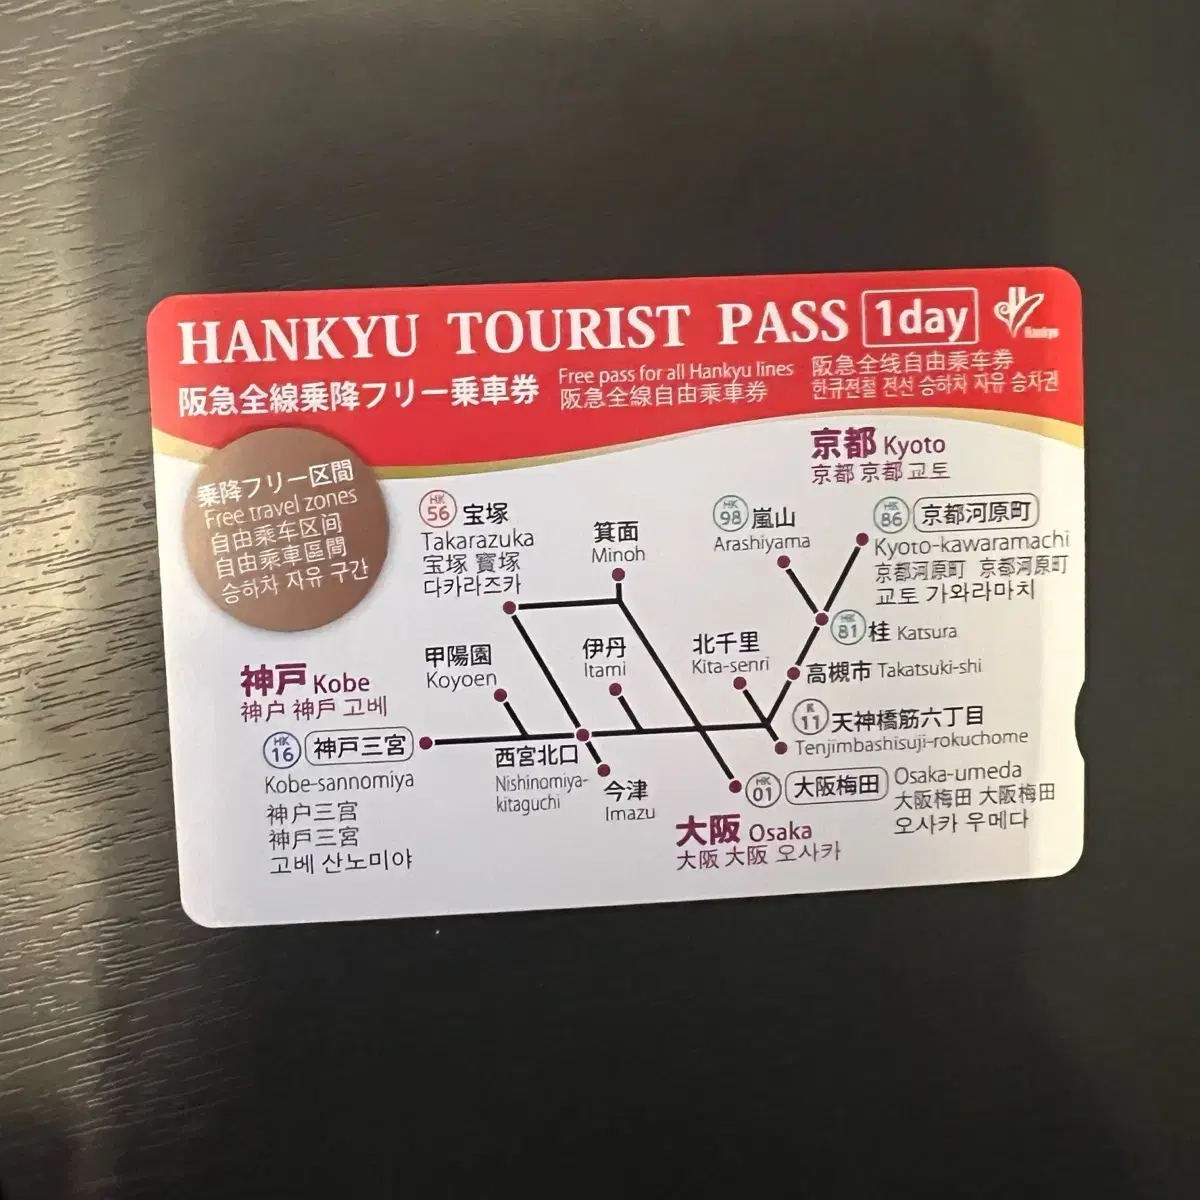 HANKYU TOURIST PASS 1day
Hankyu
阪急全線乗降フリー乗車券
Free pass for all Hankyu lines
阪急全線自由乘車券
阪急全线自由乘车券
한큐전철 전선 승하차 자유 승차권
乗降フリー区間
Free travel zones
自由乘车区间
自由乘車區間
승하차 자유 구간
京都 Kyoto
京都 京都 교토
HK 56 宝塚
Takarazuka
宝塚 寶塚
다카라즈카
箕面
Minoh
HK 98 嵐山
Arashiyama
HK 86 京都河原町
Kyoto-kawaramachi
京都河原町 京都河原町
교토 가와라마치
HK 81 桂 Katsura
高槻市 Takatsuki-shi
北千里
Kita-senri
伊丹
Itami
甲陽園
Koyoen
神戸 Kobe
神户 神戶 고베
HK 16 神戸三宮
Kobe-sannomiya
神户三宫
神戶三宮
고베 산노미야
西宮北口
Nishinomiya-
kitaguchi
今津
Imazu
K 11 天神橋筋六丁目
Tenjimbashisuji-rokuchome
HK 01 大阪梅田
Osaka-umeda
大阪梅田 大阪梅田
오사카 우메다
大阪 Osaka
大阪 大阪 오사카